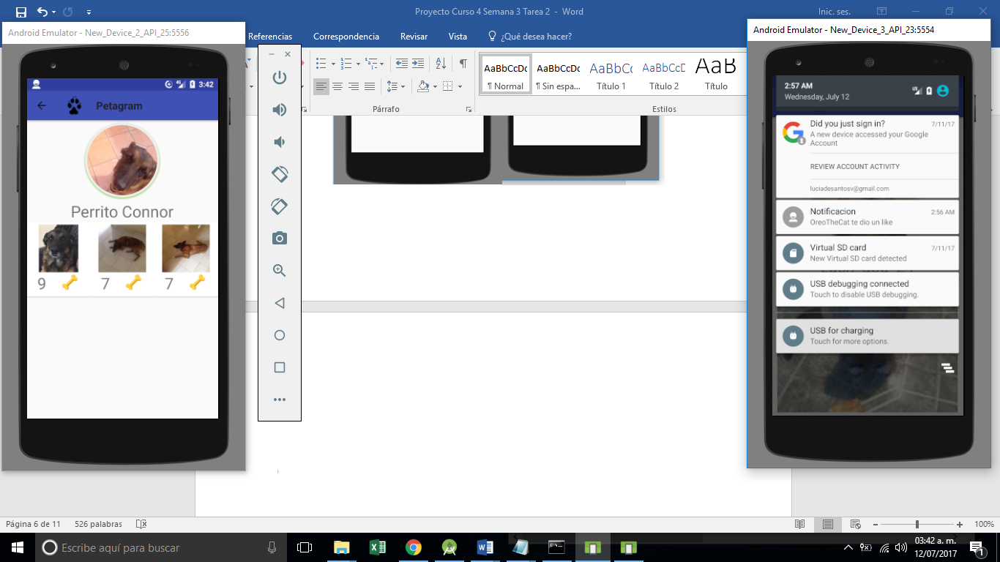 Proyecto Curso 4 Semana 3 Tarea 2 - Word
Inic. ses.
Referencias
Correspondencia
Revisar
Vista
¿Qué desea hacer?
AaBbCcDc
AaBbCcDc
AaBbCc
AaBbCcD
AaB
¶ Normal
¶ Sin espa...
Título 1
Título 2
Título
Párrafo
Estilos
Android Emulator - New_Device_2_API_25:5556
3:42
Petagram
Perrito Connor
9
7
7
Android Emulator - New_Device_3_API_23:5554
2:57 AM
Wednesday, July 12
Did you just sign in?
7/11/17
A new device accessed your Google
Account
REVIEW ACCOUNT ACTIVITY
luciadesantosv@gmail.com
Notificacion
2:56 AM
OreoTheCat te dio un like
Virtual SD card
7/11/17
New Virtual SD card detected
USB debugging connected
Touch to disable USB debugging.
USB for charging
Touch for more options.
Página 6 de 11
526 palabras
100%
Escribe aquí para buscar
03:42 a. m.
12/07/2017
1